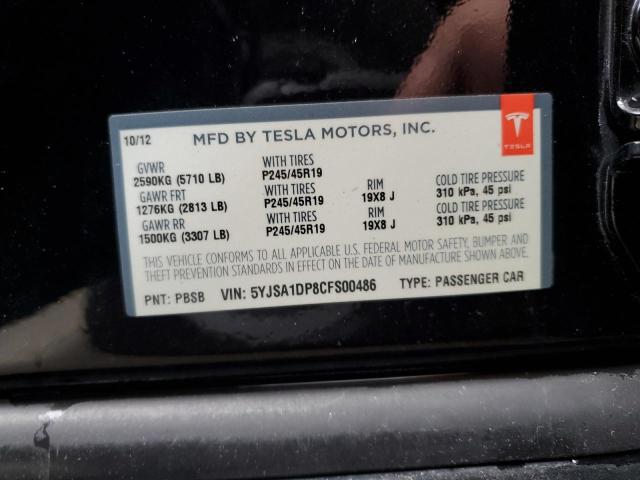 10/12 MFD BY TESLA MOTORS, INC.
TESLA
GVWR WITH TIRES
2590KG (5710 LB) P245/45R19
GAWR FRT WITH TIRES RIM COLD TIRE PRESSURE
1276KG (2813 LB) P245/45R19 19X8 J 310 kPa, 45 psi
GAWR RR WITH TIRES RIM COLD TIRE PRESSURE
1500KG (3307 LB) P245/45R19 19X8 J 310 kPa, 45 psi
THIS VEHICLE CONFORMS TO ALL APPLICABLE U.S. FEDERAL MOTOR SAFETY, BUMPER AND
THEFT PREVENTION STANDARDS IN EFFECT ON THE DATE OF MANUFACTURE SHOWN ABOVE.
PNT: PBSB VIN: 5YJSA1DP8CFS00486 TYPE: PASSENGER CAR